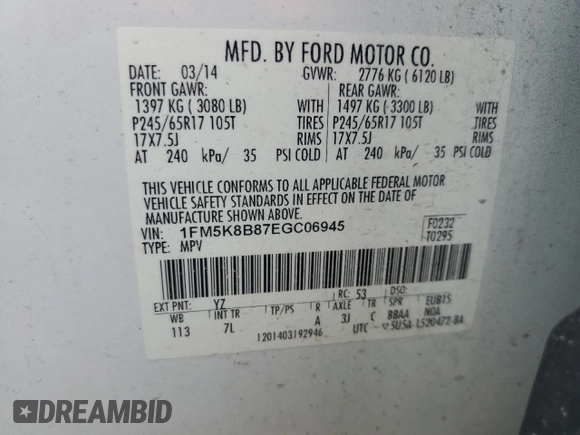 MFD. BY FORD MOTOR CO.
DATE: 03/14 GVWR: 2776 KG ( 6120 LB)
FRONT GAWR: REAR GAWR:
1397 KG ( 3080 LB) WITH 1497 KG ( 3300 LB) WITH
P245/65R17 105T TIRES P245/65R17 105T TIRES
17X7.5J RIMS 17X7.5J RIMS
AT 240 kPa/ 35 PSI COLD AT 240 kPa/ 35 PSI COLD
THIS VEHICLE CONFORMS TO ALL APPLICABLE FEDERAL MOTOR
VEHICLE SAFETY STANDARDS IN EFFECT ON THE DATE OF
MANUFACTURE SHOWN ABOVE.
VIN: 1FM5K8B87EGC06945 F0232
TYPE: MPV T0295
EXT PNT: YZ RC: 53 DSO:
WB INT TR TP/PS R AXLE TR SPR EUB15
113 7L A 3J C BBAA NOA
1201403192946 UTC 5U5A-1520472-BA
DREAMBID